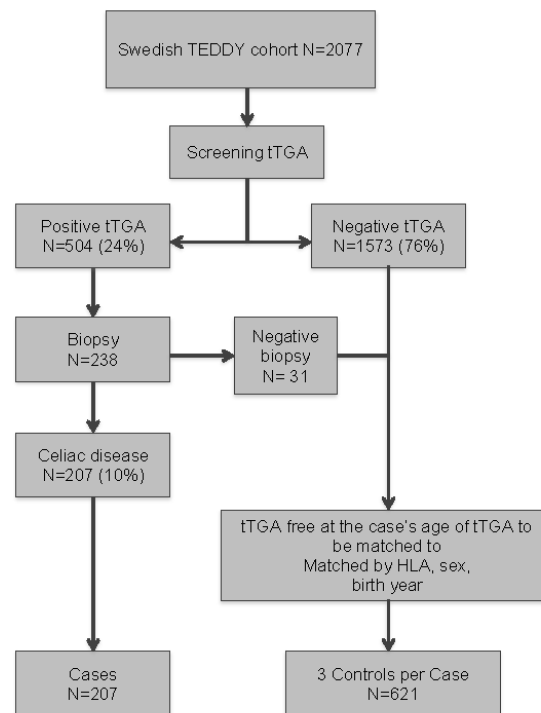 Swedish TEDDY cohort N=2077
Screening tTGA
Positive tTGA
N=504 (24%)
Negative tTGA
N=1573 (76%)
Biopsy
N=238
Negative
biopsy
N= 31
Celiac disease
N=207 (10%)
tTGA free at the case's age of tTGA to
be matched to
Matched by HLA, sex,
birth year
Cases
N=207
3 Controls per Case
N=621